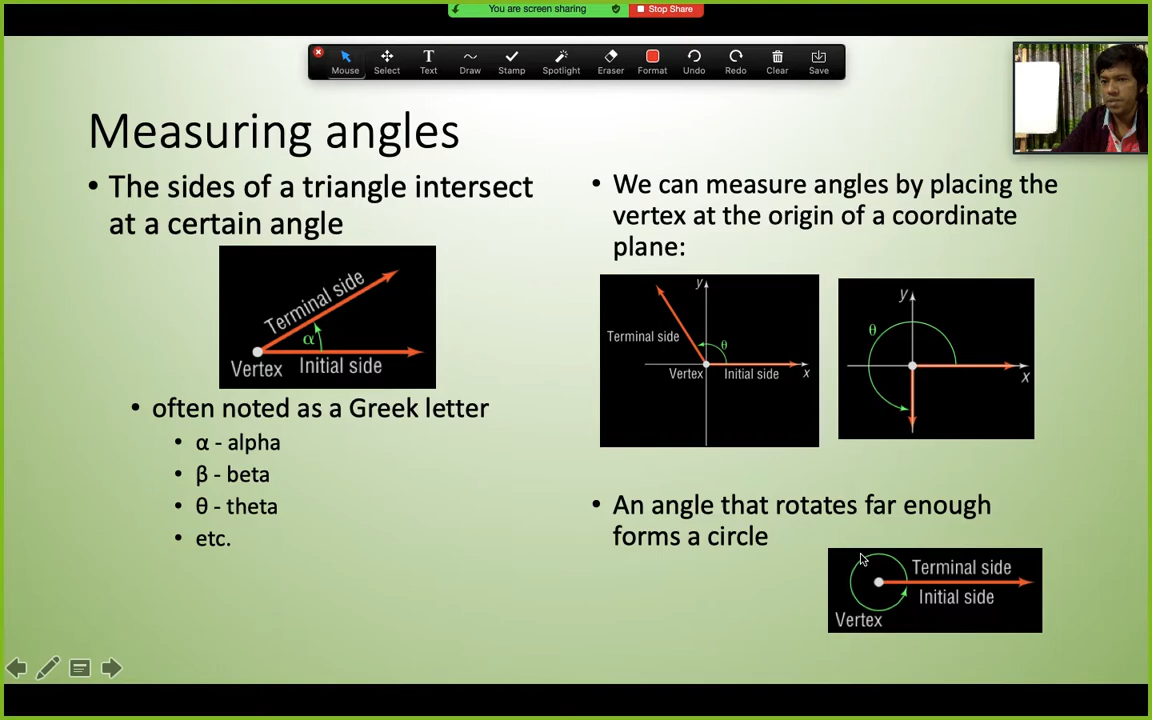 You are screen sharing
Stop Share
Mouse Select Text Draw Stamp Spotlight Eraser Format Undo Redo Clear Save
Measuring angles
• The sides of a triangle intersect
at a certain angle
Terminal side
α
Vertex Initial side
• often noted as a Greek letter
• α - alpha
• β - beta
• θ - theta
• etc.
• We can measure angles by placing the
vertex at the origin of a coordinate
plane:
y
Terminal side θ
Vertex Initial side x
y
θ
x
• An angle that rotates far enough
forms a circle
Terminal side
Initial side
Vertex